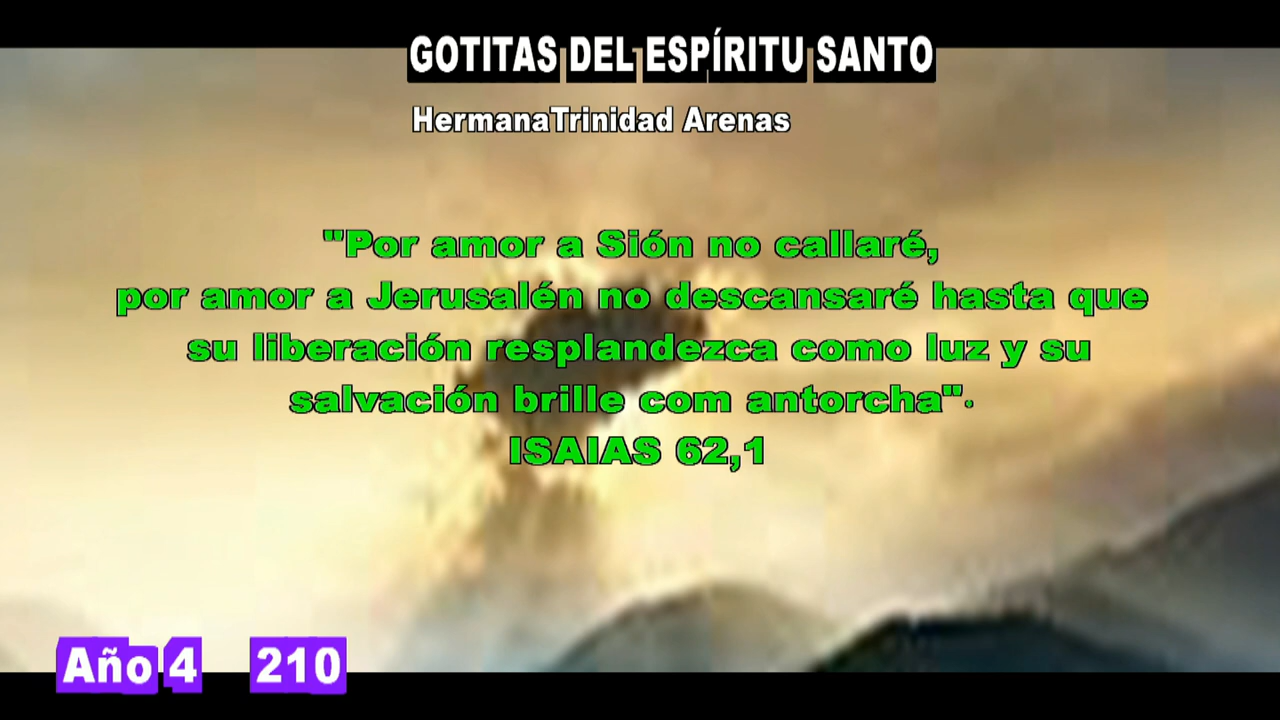 GOTITAS DEL ESPÍRITU SANTO
HermanaTrinidad Arenas
"Por amor a Sión no callaré,
por amor a Jerusalén no descansaré hasta que
su liberación resplandezca como luz y su
salvación brille com antorcha".
ISAIAS 62,1
Año 4 210